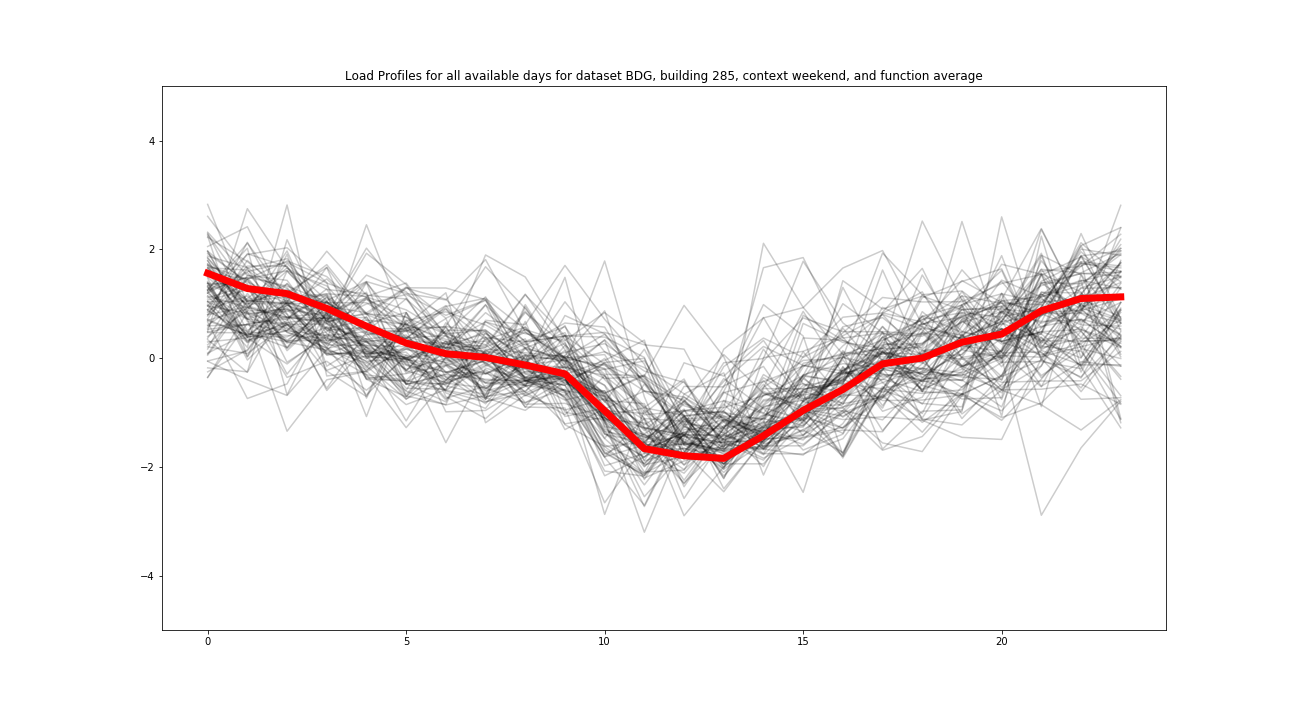 Load Profiles for all available days for dataset BDG, building 285, context weekend, and function average
4
2
0
−2
−4
0 5 10 15 20